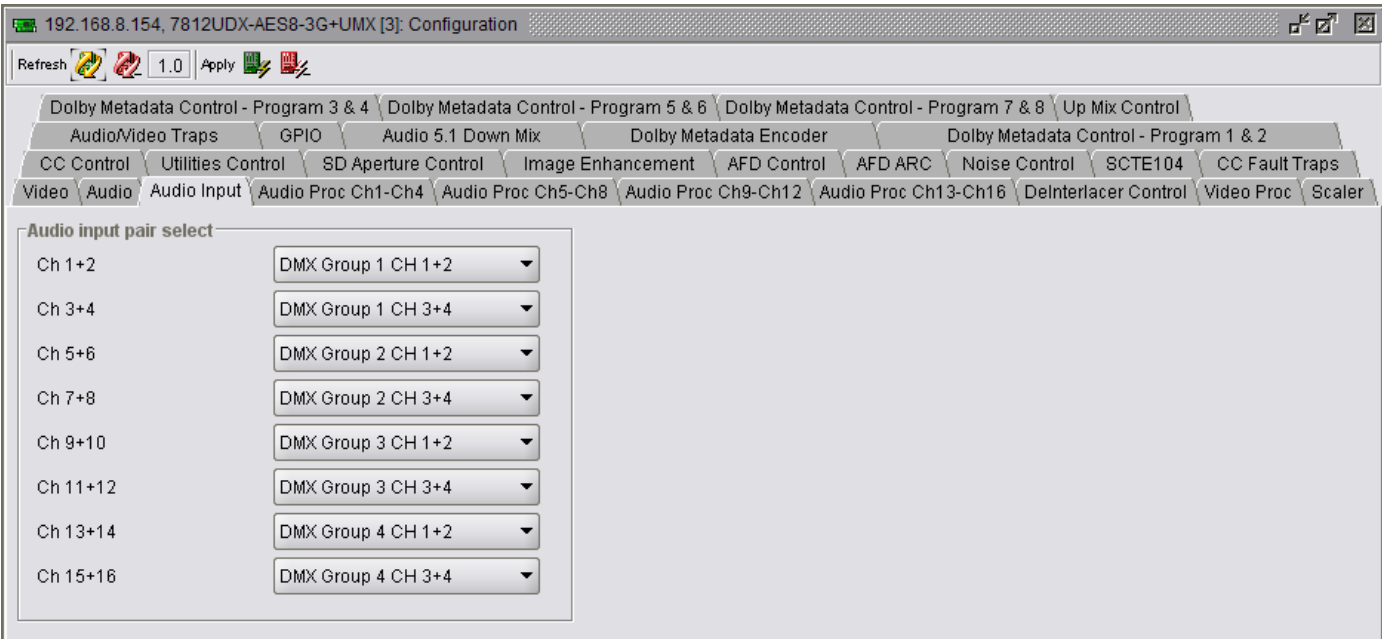 192.168.8.154, 7812UDX-AES8-3G+UMX [3]: Configuration
Refresh 1.0 Apply
Dolby Metadata Control - Program 3 & 4 Dolby Metadata Control - Program 5 & 6 Dolby Metadata Control - Program 7 & 8 Up Mix Control
Audio/Video Traps GPIO Audio 5.1 Down Mix Dolby Metadata Encoder Dolby Metadata Control - Program 1 & 2
CC Control Utilities Control SD Aperture Control Image Enhancement AFD Control AFD ARC Noise Control SCTE104 CC Fault Traps
Video Audio Audio Input Audio Proc Ch1-Ch4 Audio Proc Ch5-Ch8 Audio Proc Ch9-Ch12 Audio Proc Ch13-Ch16 DeInterlacer Control Video Proc Scaler
Audio input pair select
Ch 1+2 DMX Group 1 CH 1+2
Ch 3+4 DMX Group 1 CH 3+4
Ch 5+6 DMX Group 2 CH 1+2
Ch 7+8 DMX Group 2 CH 3+4
Ch 9+10 DMX Group 3 CH 1+2
Ch 11+12 DMX Group 3 CH 3+4
Ch 13+14 DMX Group 4 CH 1+2
Ch 15+16 DMX Group 4 CH 3+4